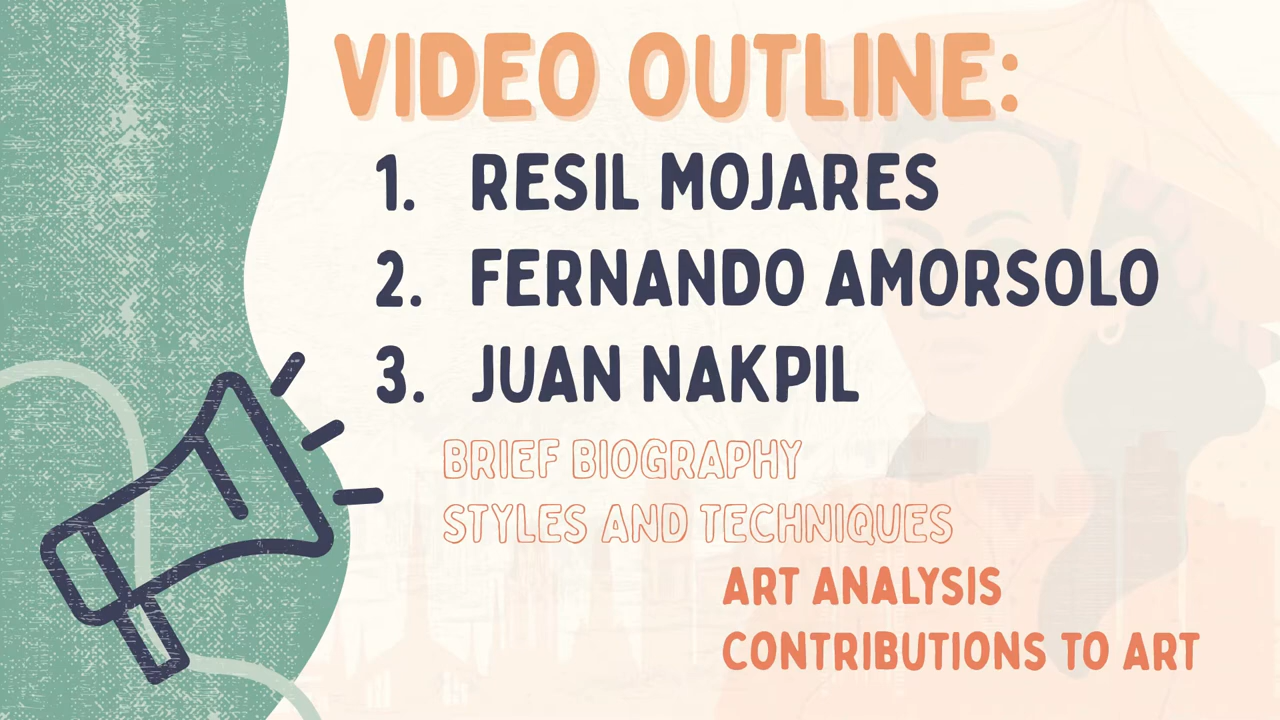 VIDEO OUTLINE:
1. RESIL MOJARES
2. FERNANDO AMORSOLO
3. JUAN NAKPIL
BRIEF BIOGRAPHY
STYLES AND TECHNIQUES
ART ANALYSIS
CONTRIBUTIONS TO ART